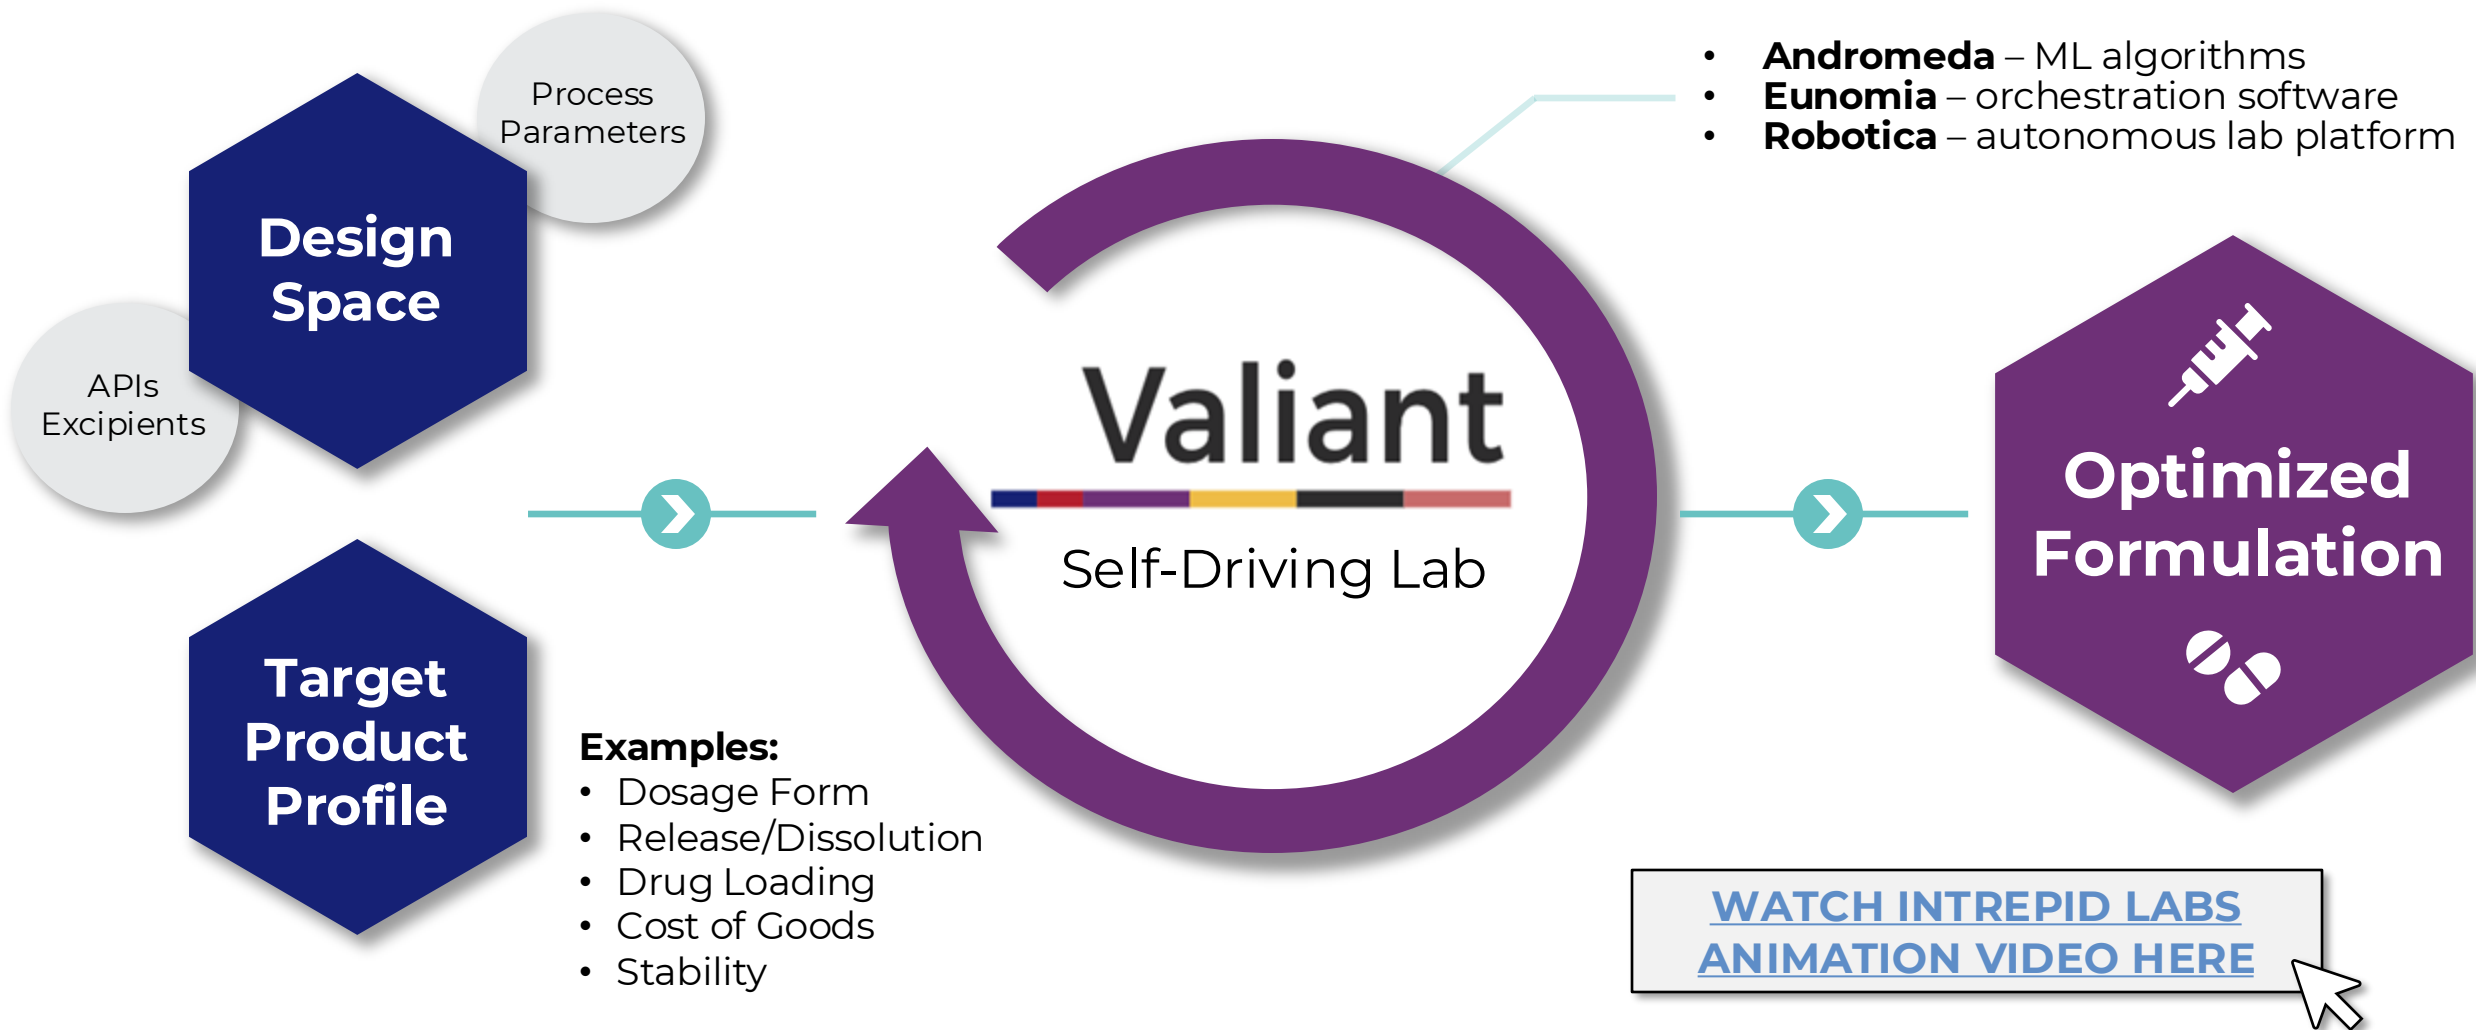 Process
Parameters
Design
Space
APIs
Excipients
Target
Product
Profile
Examples:
• Dosage Form
• Release/Dissolution
• Drug Loading
• Cost of Goods
• Stability
Valiant
Self-Driving Lab
• Andromeda – ML algorithms
• Eunomia – orchestration software
• Robotica – autonomous lab platform
Optimized
Formulation
WATCH INTREPID LABS
ANIMATION VIDEO HERE